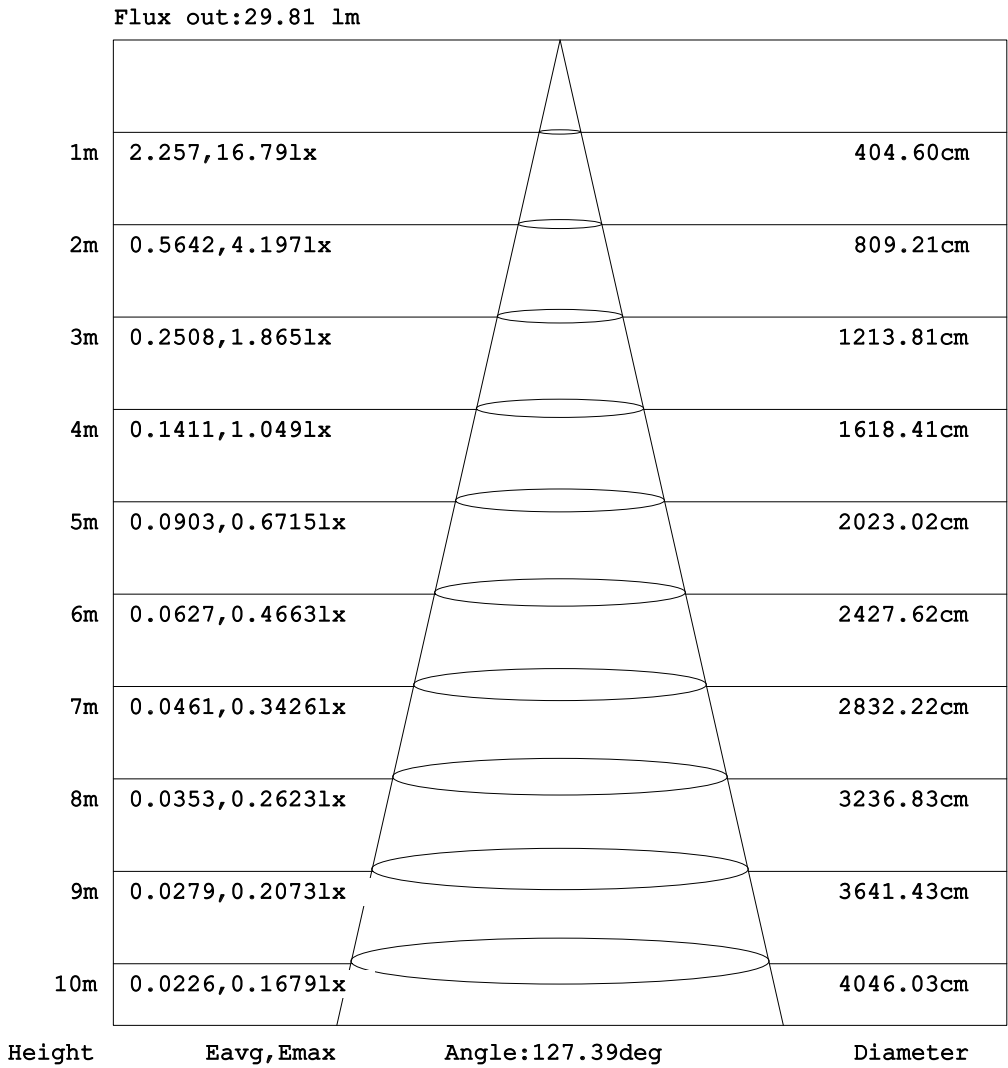 Flux out:29.81 lm
1m 2.257,16.79lx 404.60cm
2m 0.5642,4.197lx 809.21cm
3m 0.2508,1.865lx 1213.81cm
4m 0.1411,1.049lx 1618.41cm
5m 0.0903,0.6715lx 2023.02cm
6m 0.0627,0.4663lx 2427.62cm
7m 0.0461,0.3426lx 2832.22cm
8m 0.0353,0.2623lx 3236.83cm
9m 0.0279,0.2073lx 3641.43cm
10m 0.0226,0.1679lx 4046.03cm
Height Eavg,Emax Angle:127.39deg Diameter